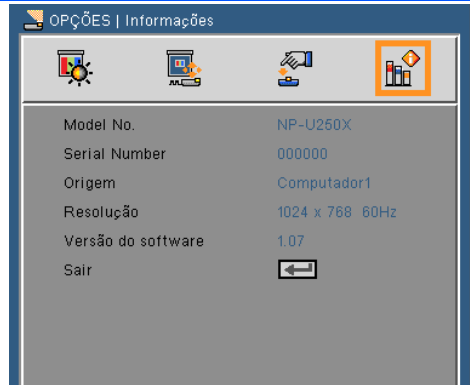 OPÇÕES | Informações
Model No. NP-U250X
Serial Number 000000
Origem Computador1
Resolução 1024 x 768 60Hz
Versão do software 1.07
Sair